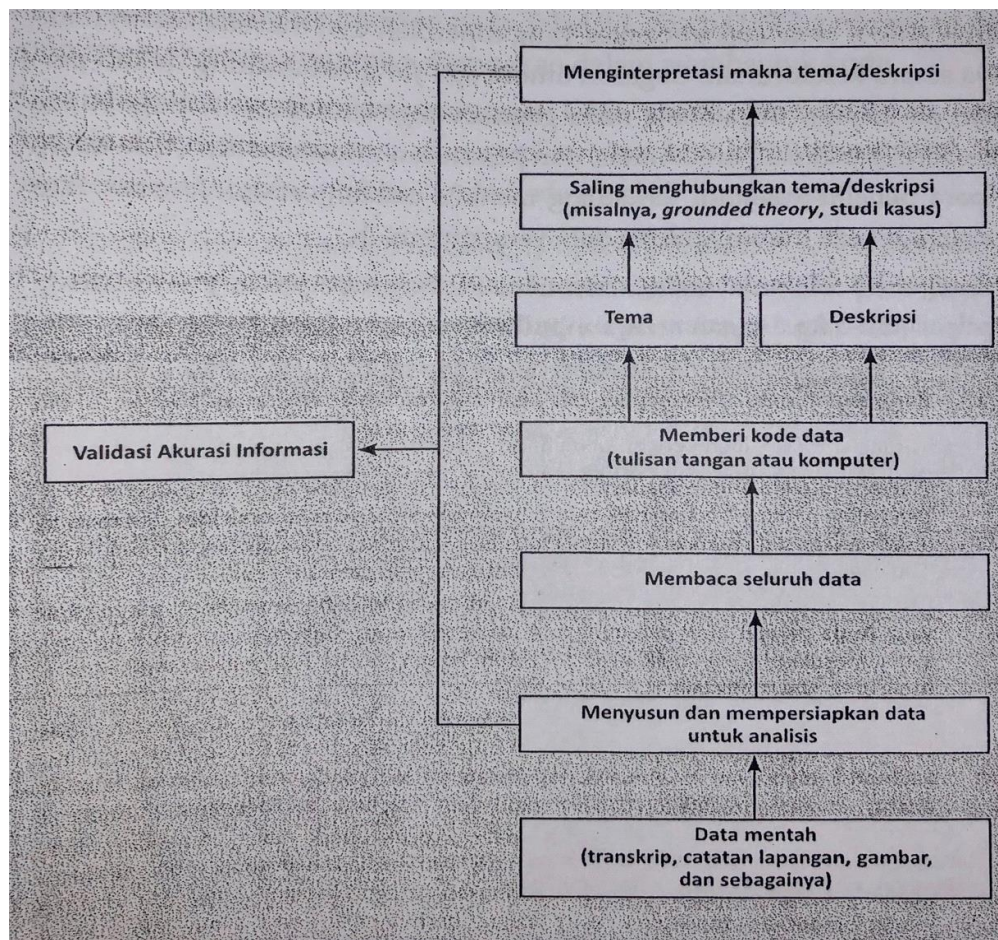 Menginterpretasi makna tema/deskripsi
Saling menghubungkan tema/deskripsi
(misalnya, grounded theory, studi kasus)
Tema
Deskripsi
Memberi kode data
(tulisan tangan atau komputer)
Validasi Akurasi Informasi
Membaca seluruh data
Menyusun dan mempersiapkan data
untuk analisis
Data mentah
(transkrip, catatan lapangan, gambar,
dan sebagainya)